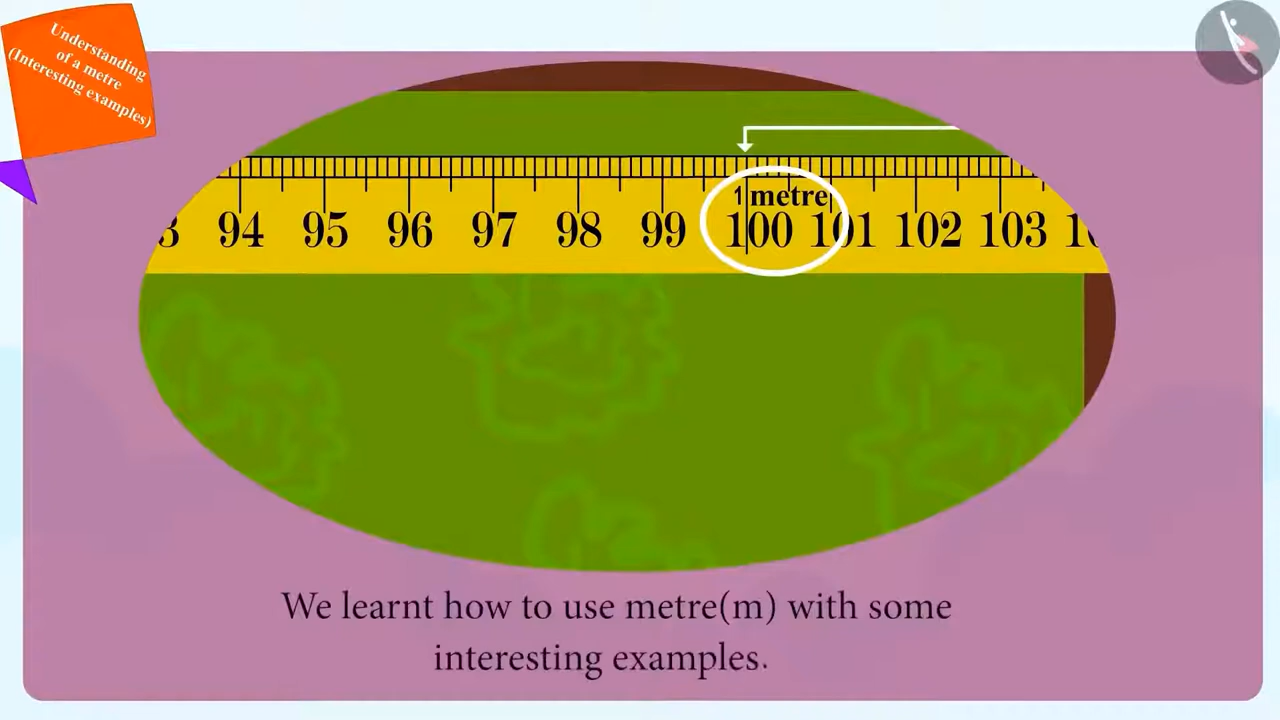 Understanding
of a metre
(Interesting examples)
1 metre
94 95 96 97 98 99 100 101 102 103
We learnt how to use metre(m) with some
interesting examples.